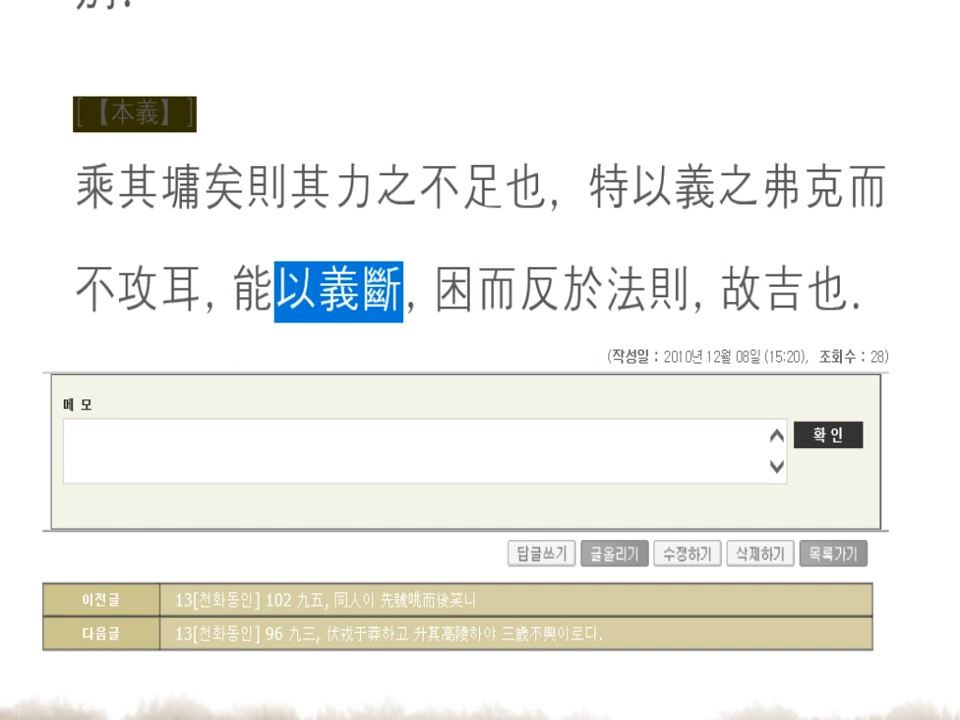 [【本義】]
乘其墉矣則其力之不足也, 特以義之弗克而
不攻耳, 能以義斷, 困而反於法則, 故吉也.
(작성일 : 2010년 12월 08일 (15:20), 조회수 : 28)
메 모
확 인
답글쓰기 글올리기 수정하기 삭제하기 목록가기
이전글 13[천화동인] 102 九五, 同人이 先號咷而後笑니
다음글 13[천화동인] 96 九三, 伏戎于莽하고 升其高陵하야 三歲不興이로다.